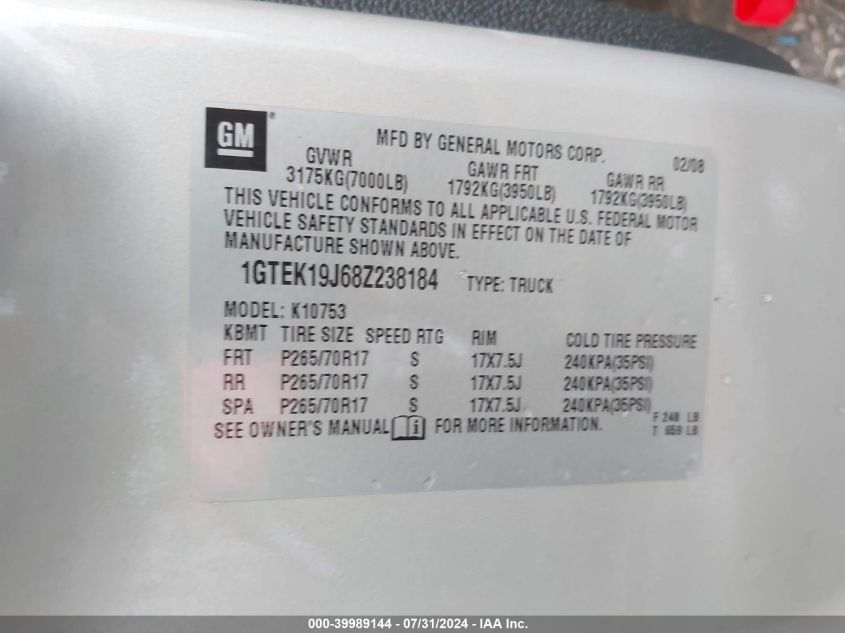 GM ®
MFD BY GENERAL MOTORS CORP. 02/08
GVWR GAWR FRT GAWR RR
3175KG(7000LB) 1792KG(3950LB) 1792KG(3950LB)
THIS VEHICLE CONFORMS TO ALL APPLICABLE U.S. FEDERAL MOTOR
VEHICLE SAFETY STANDARDS IN EFFECT ON THE DATE OF
MANUFACTURE SHOWN ABOVE.
1GTEK19J68Z238184 TYPE: TRUCK
MODEL: K10753
KBMT TIRE SIZE SPEED RTG RIM COLD TIRE PRESSURE
FRT P265/70R17 S 17X7.5J 240KPA(35PSI)
RR P265/70R17 S 17X7.5J 240KPA(35PSI)
SPA P265/70R17 S 17X7.5J 240KPA(35PSI)
SEE OWNER'S MANUAL i FOR MORE INFORMATION.
F 248 LB
T 659 LB
000-39989144 - 07/31/2024 - IAA Inc.